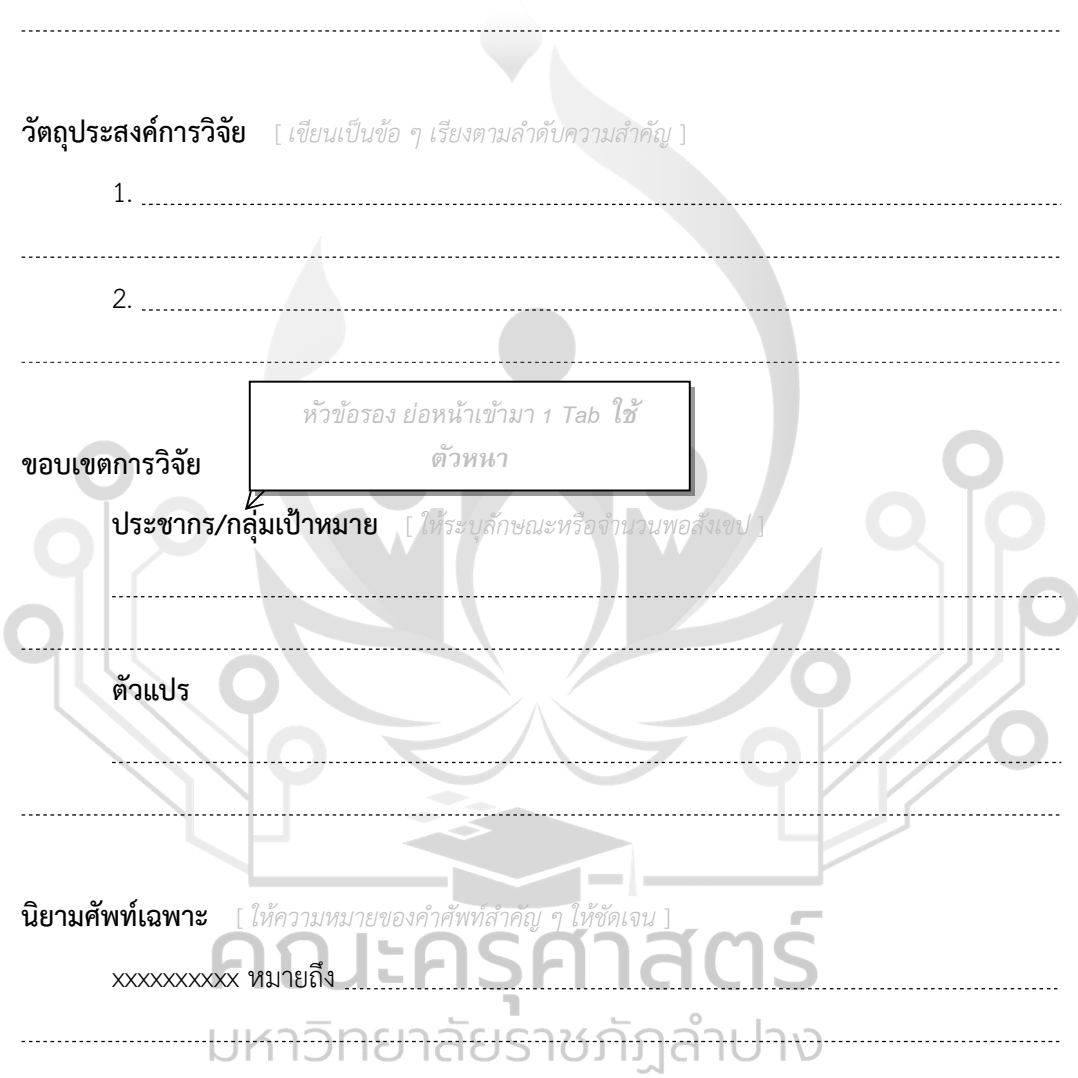 วัตถุประสงค์การวิจัย [ เขียนเป็นข้อ ๆ เรียงตามลำดับความสำคัญ ]
1.
2.
หัวข้อรอง ย่อหน้าเข้ามา 1 Tab ใช้
ตัวหนา
ขอบเขตการวิจัย
ประชากร/กลุ่มเป้าหมาย [ ให้ระบุลักษณะหรือจำนวนพอสังเขป ]
ตัวแปร
นิยามศัพท์เฉพาะ [ ให้ความหมายของคำศัพท์สำคัญ ๆ ให้ชัดเจน ]
คณะครุศาสตร์
xxxxxxxxxx หมายถึง
มหาวิทยาลัยราชภัฏลำปาง